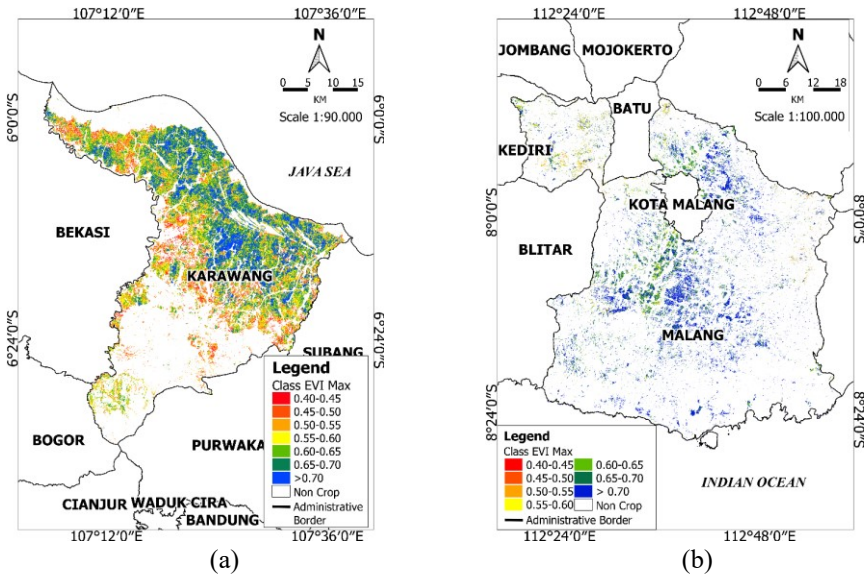 107°12'0"E
107°36'0"E
N
0 5 10 15
KM
Scale 1:90.000
6°0'0"S
6°0'0"S
JAVA SEA
BEKASI
KARAWANG
6°24'0"S
6°24'0"S
SUBANG
Legend
Class EVI Max
0.40-0.45
0.45-0.50
0.50-0.55
0.55-0.60
0.60-0.65
0.65-0.70
>0.70
Non Crop
Administrative
Border
BOGOR
PURWAKA
CIANJUR
WADUK CIRA
BANDUNG
107°12'0"E
107°36'0"E
(a)
112°24'0"E
112°48'0"E
JOMBANG
MOJOKERTO
N
0 6 12 18
KM
Scale 1:100.000
BATU
KEDIRI
KOTA MALANG
8°0'0"S
8°0'0"S
BLITAR
MALANG
8°24'0"S
8°24'0"S
Legend
Class EVI Max
0.40-0.45
0.45-0.50
0.50-0.55
0.55-0.60
0.60-0.65
0.65-0.70
> 0.70
Non Crop
Administrative Border
INDIAN OCEAN
112°24'0"E
112°48'0"E
(b)